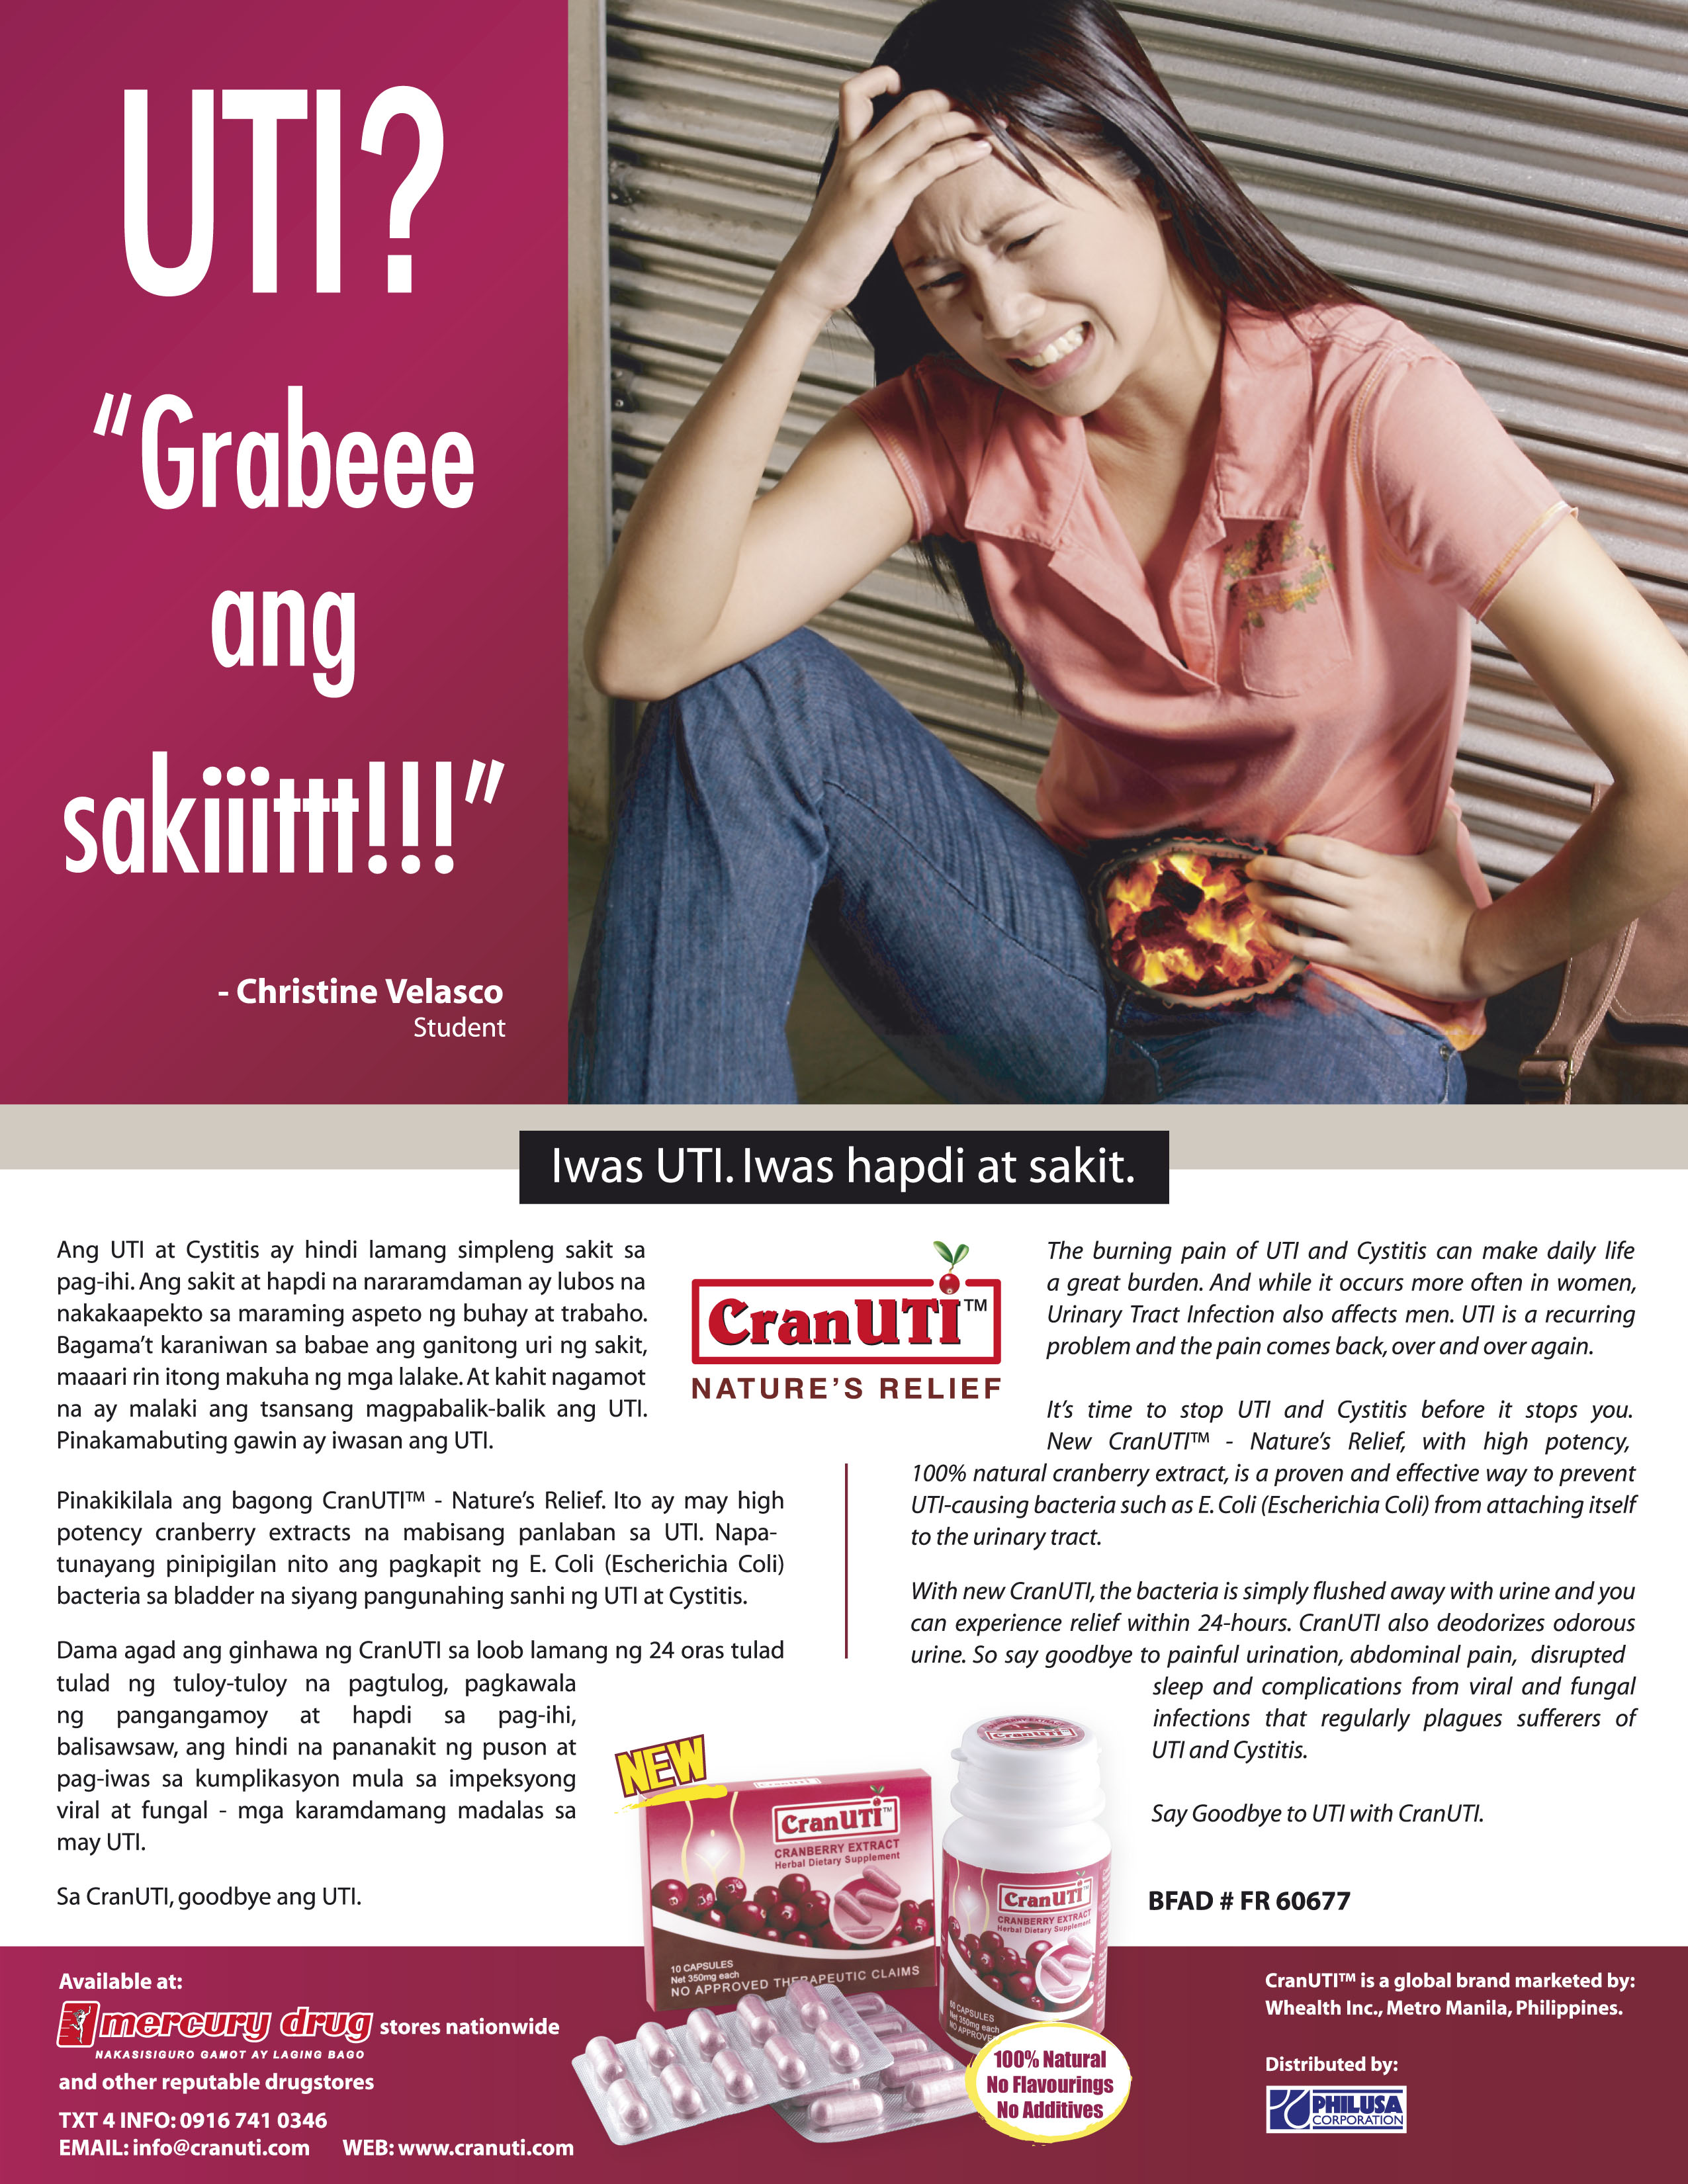 UTI?
"Grabeee
ang
sakiiittt!!!"
- Christine Velasco
Student
Iwas UTI. Iwas hapdi at sakit.
Ang UTI at Cystitis ay hindi lamang simpleng sakit sa
pag-ihi. Ang sakit at hapdi na nararamdaman ay lubos na
nakakaapekto sa maraming aspeto ng buhay at trabaho.
Bagama't karaniwan sa babae ang ganitong uri ng sakit,
maaari rin itong makuha ng mga lalake. At kahit nagamot
na ay malaki ang tsansang magpabalik-balik ang UTI.
Pinakamabuting gawin ay iwasan ang UTI.
Pinakikilala ang bagong CranUTI™ - Nature's Relief. Ito ay may high
potency cranberry extracts na mabisang panlaban sa UTI. Napa-
tunayang pinipigilan nito ang pagkapit ng E. Coli (Escherichia Coli)
bacteria sa bladder na siyang pangunahing sanhi ng UTI at Cystitis.
Dama agad ang ginhawa ng CranUTI sa loob lamang ng 24 oras tulad
tulad ng tuloy-tuloy na pagtulog, pagkawala
ng pangangamoy at hapdi sa pag-ihi,
balisawsaw, ang hindi na pananakit ng puson at
pag-iwas sa kumplikasyon mula sa impeksyong
viral at fungal - mga karamdamang madalas sa
may UTI.
Sa CranUTI, goodbye ang UTI.
CranUTI™
NATURE'S RELIEF
The burning pain of UTI and Cystitis can make daily life
a great burden. And while it occurs more often in women,
Urinary Tract Infection also affects men. UTI is a recurring
problem and the pain comes back, over and over again.
It's time to stop UTI and Cystitis before it stops you.
New CranUTI™ - Nature's Relief, with high potency,
100% natural cranberry extract, is a proven and effective way to prevent
UTI-causing bacteria such as E. Coli (Escherichia Coli) from attaching itself
to the urinary tract.
With new CranUTI, the bacteria is simply flushed away with urine and you
can experience relief within 24-hours. CranUTI also deodorizes odorous
urine. So say goodbye to painful urination, abdominal pain, disrupted
sleep and complications from viral and fungal
infections that regularly plagues sufferers of
UTI and Cystitis.
Say Goodbye to UTI with CranUTI.
BFAD # FR 60677
NEW
CranUTI
CranUTI™
CRANBERRY EXTRACT
Herbal Dietary Supplement
10 CAPSULES
Net 350mg each
NO APPROVED THERAPEUTIC CLAIMS
CranUTI
CranUTI
CRANBERRY EXTRACT
Herbal Dietary Supplement
60 CAPSULES
Net 350mg each
NO APPROVE
100% Natural
No Flavourings
No Additives
Available at:
mercury drug stores nationwide
NAKASISIGURO GAMOT AY LAGING BAGO
and other reputable drugstores
TXT 4 INFO: 0916 741 0346
EMAIL: info@cranuti.com WEB: www.cranuti.com
CranUTI™ is a global brand marketed by:
Whealth Inc., Metro Manila, Philippines.
Distributed by:
PHILUSA
CORPORATION